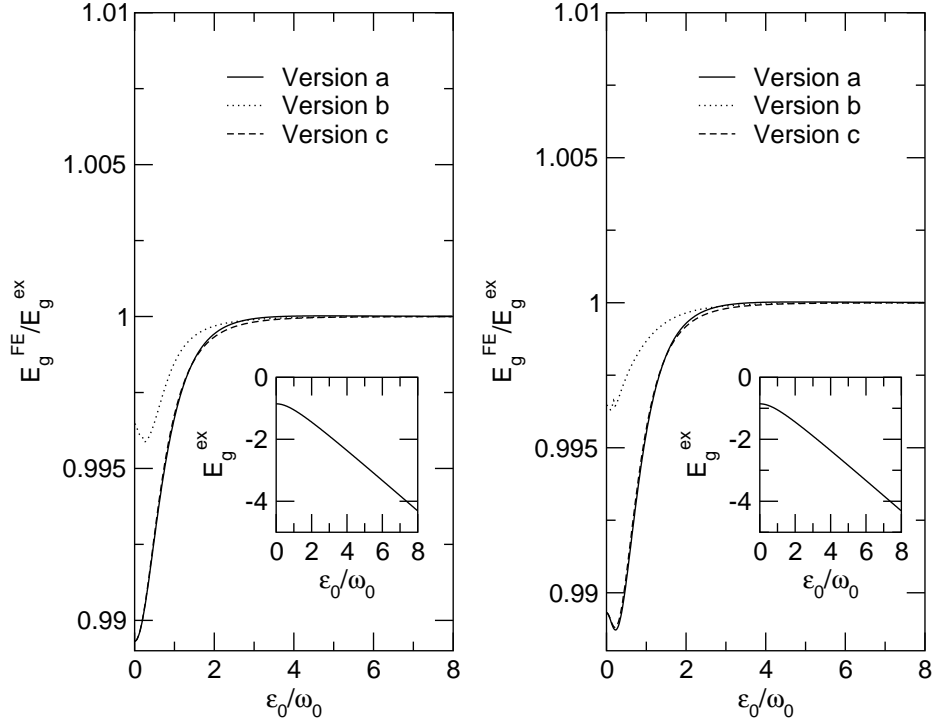 1.01
1.005
1
0.995
0.99
E_g^FE/E_g^ex
Version a
Version b
Version c
0
-2
-4
E_g^ex
0 2 4 6 8
ε₀/ω₀
0 2 4 6 8
ε₀/ω₀
1.01
1.005
1
0.995
0.99
E_g^FE/E_g^ex
Version a
Version b
Version c
0
-2
-4
E_g^ex
0 2 4 6 8
ε₀/ω₀
0 2 4 6 8
ε₀/ω₀